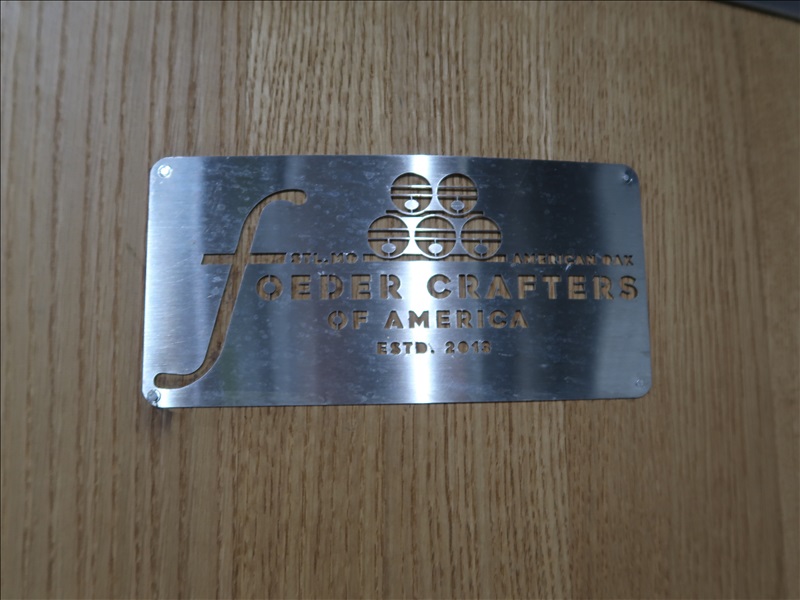 STL. MO AMERICAN OAK
fOEDER CRAFTERS
OF AMERICA
ESTD. 2013